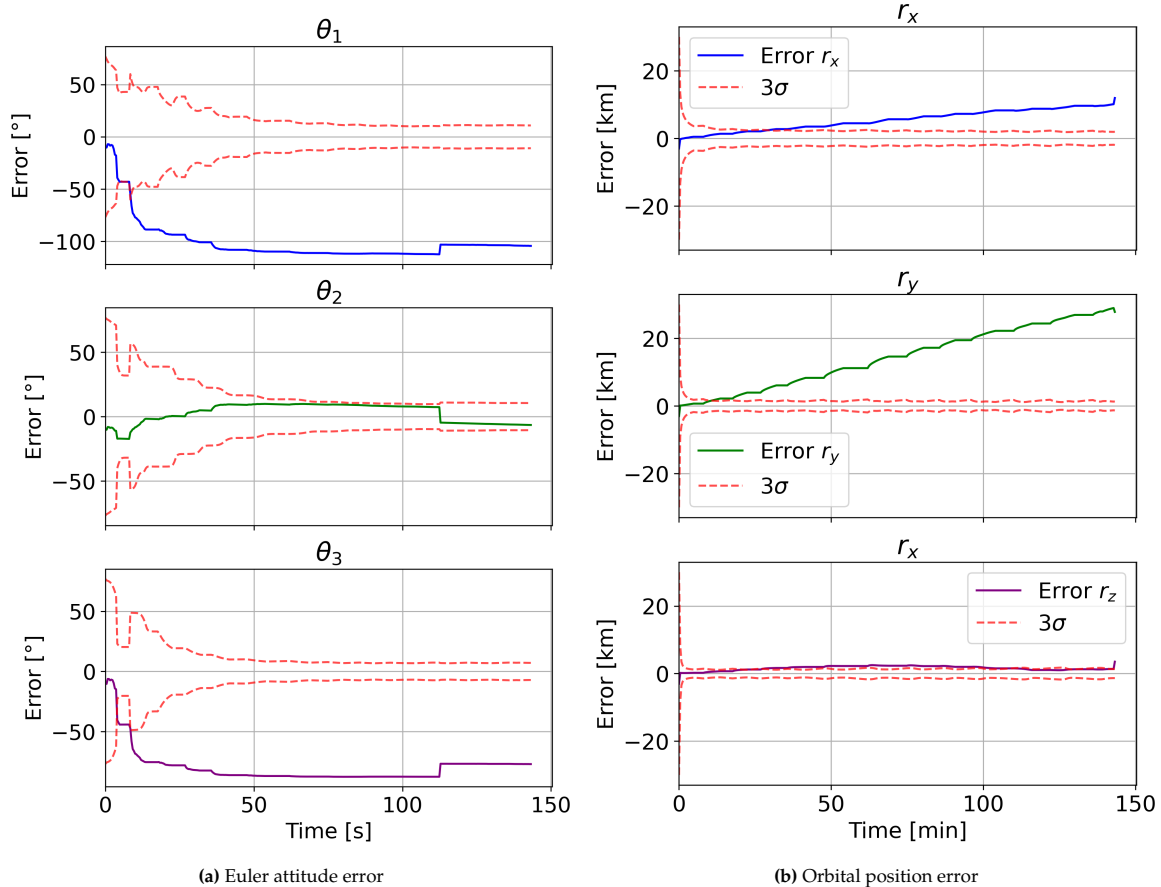 θ1
Error [°]
50
0
−50
−100
θ2
Error [°]
50
0
−50
θ3
Error [°]
50
0
−50
0
50
100
150
Time [s]
(a) Euler attitude error
rx
Error [km]
20
0
−20
Error rx
3σ
ry
Error [km]
20
0
−20
Error ry
3σ
rx
Error [km]
20
0
−20
Error rz
3σ
0
50
100
150
Time [min]
(b) Orbital position error